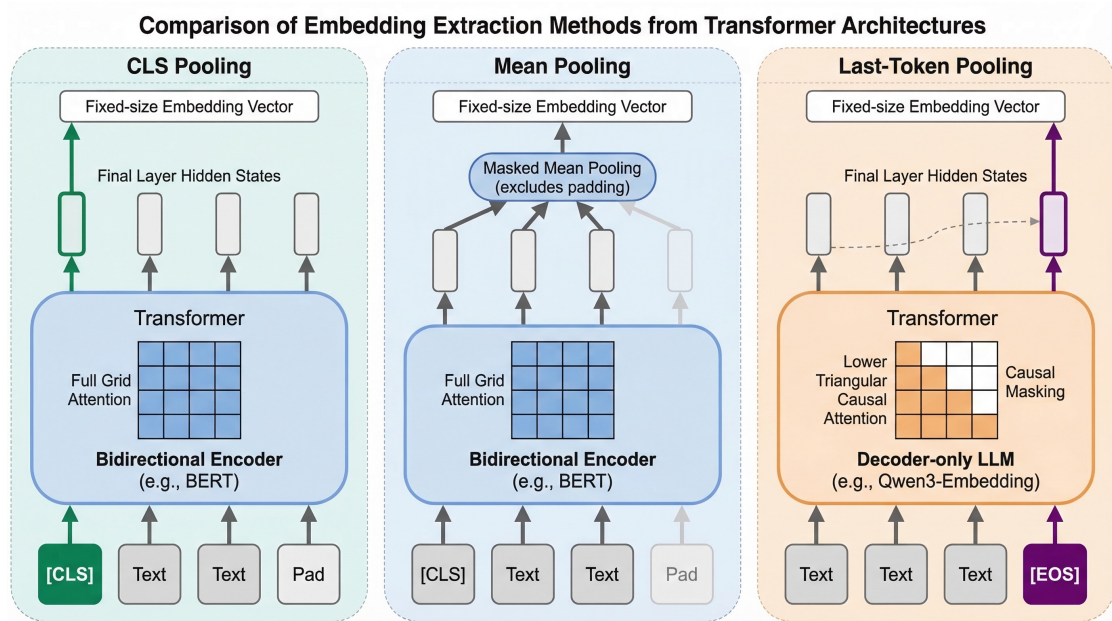 Comparison of Embedding Extraction Methods from Transformer Architectures
CLS Pooling
Fixed-size Embedding Vector
Final Layer Hidden States
Transformer
Full Grid
Attention
Bidirectional Encoder
(e.g., BERT)
[CLS]
Text
Text
Pad
Mean Pooling
Fixed-size Embedding Vector
Masked Mean Pooling
(excludes padding)
Full Grid
Attention
Bidirectional Encoder
(e.g., BERT)
[CLS]
Text
Text
Pad
Last-Token Pooling
Fixed-size Embedding Vector
Final Layer Hidden States
Transformer
Lower
Triangular
Causal
Attention
Causal
Masking
Decoder-only LLM
(e.g., Qwen3-Embedding)
Text
Text
Text
[EOS]